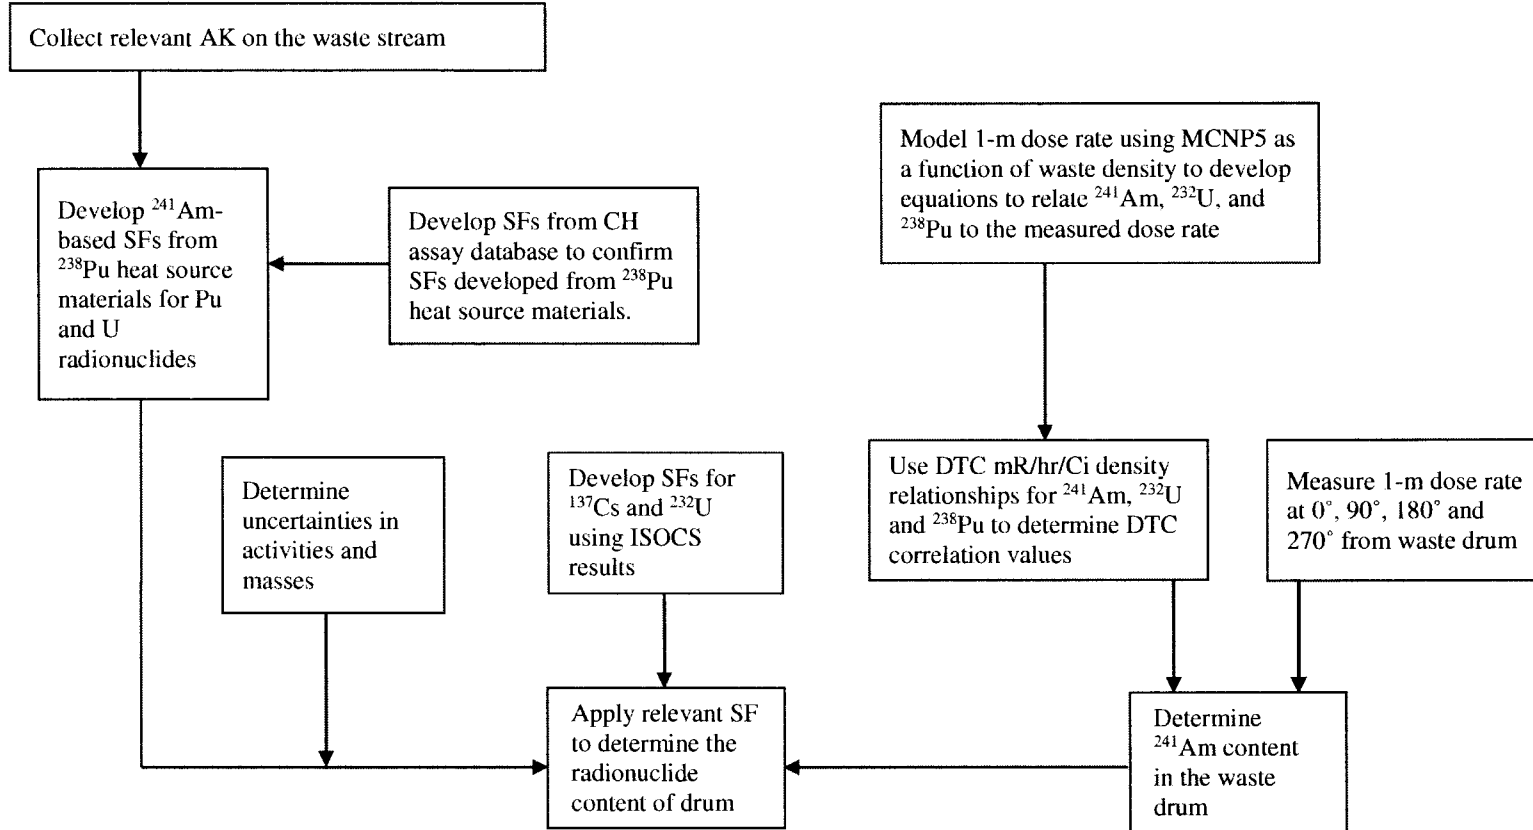 Collect relevant AK on the waste stream
Model 1-m dose rate using MCNP5 as
a function of waste density to develop
equations to relate ²⁴¹Am, ²³²U, and
²³⁸Pu to the measured dose rate
Develop ²⁴¹Am-
based SFs from
²³⁸Pu heat source
materials for Pu
and U
radionuclides
Develop SFs from CH
assay database to confirm
SFs developed from ²³⁸Pu
heat source materials.
Determine
uncertainties in
activities and
masses
Develop SFs for
¹³⁷Cs and ²³²U
using ISOCS
results
Use DTC mR/hr/Ci density
relationships for ²⁴¹Am, ²³²U
and ²³⁸Pu to determine DTC
correlation values
Measure 1-m dose rate
at 0°, 90°, 180° and
270° from waste drum
Apply relevant SF
to determine the
radionuclide
content of drum
Determine
²⁴¹Am content
in the waste
drum